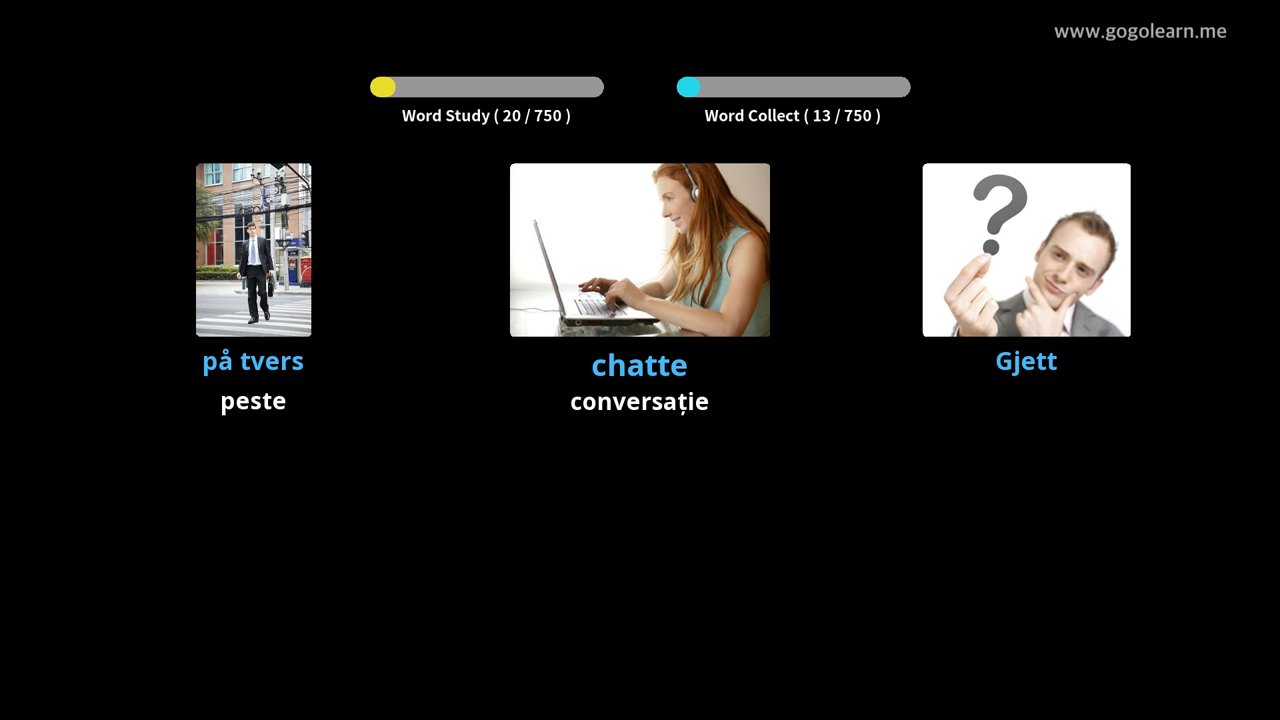 www.gogolearn.me
Word Study ( 20 / 750 )
Word Collect ( 13 / 750 )
på tvers
peste
chatte
conversație
Gjett